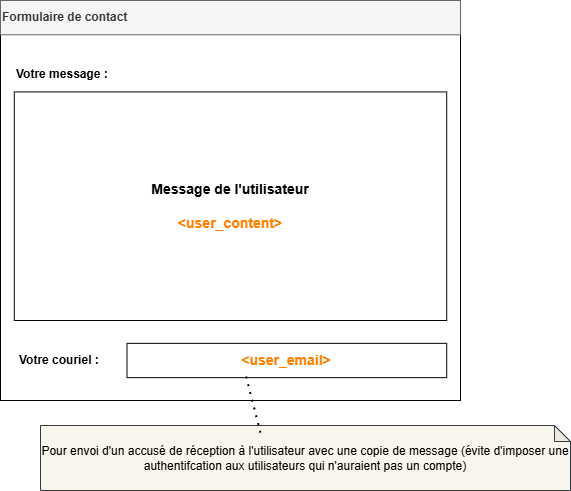 Formulaire de contact
Votre message :
Message de l'utilisateur
<user_content>
Votre couriel :
<user_email>
Pour envoi d'un accusé de réception à l'utilisateur avec une copie de message (évite d'imposer une
authentifcation aux utilisateurs qui n'auraient pas un compte)